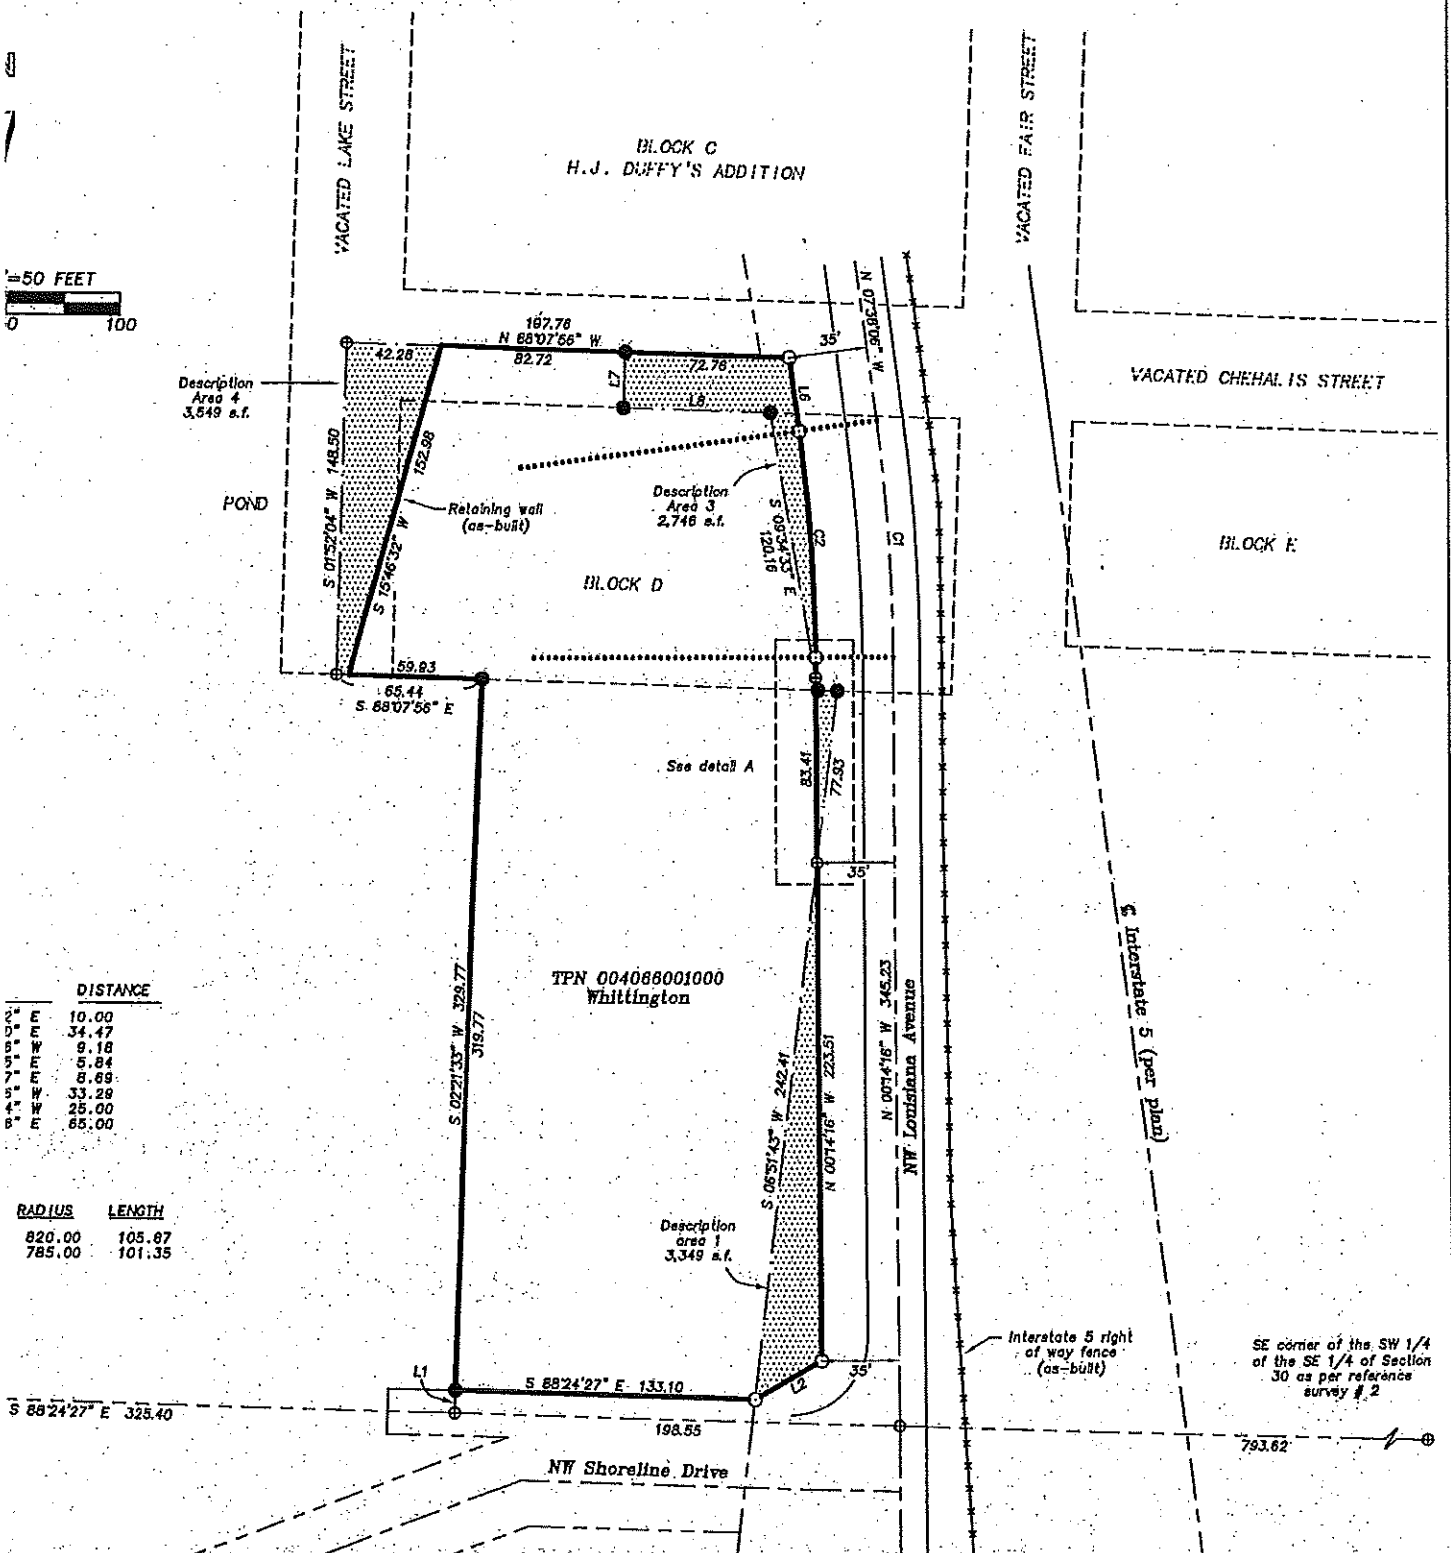 VACATED LAKE STREET
BLOCK C
H.J. DUFFY'S ADDITION
VACATED FAIR STREET
=50 FEET
0
100
197.76
N 88°07'56" W
42.28
82.72
72.76
35'
N 07°38'06" W
L7
L8
L6
VACATED CHEHALIS STREET
Description
Area 4
3,549 s.f.
S 01°52'04" W 148.50
152.98
S 15°46'32" W
POND
Retaining wall
(as-built)
Description
Area 3
2,746 s.f.
S 09°34'33" E
120.16
C2
C1
BLOCK D
BLOCK E
59.93
65.44
S 88°07'56" E
See detail A
83.41
77.93
35'
TPN 004066001000
Whittington
S 02°21'33" W 329.77
319.77
S 06°51'43" W 242.41
N 00°14'16" W 223.51
N 00°14'16" W 345.23
NW Louisiana Avenue
℄ Interstate 5 (per plan)
DISTANCE
2" E 10.00
0" E 34.47
W 9.18
E 5.84
7" E 8.69
W 33.29
4" W 25.00
E 65.00
RADIUS LENGTH
820.00 105.87
785.00 101.35
Description
area 1
3,349 s.f.
Interstate 5 right
of way fence
(as-built)
SE corner of the SW 1/4
of the SE 1/4 of Section
30 as per reference
survey # 2
L1
S 88°24'27" E 133.10
L2
35'
S 88°24'27" E 325.40
198.55
793.62
NW Shoreline Drive